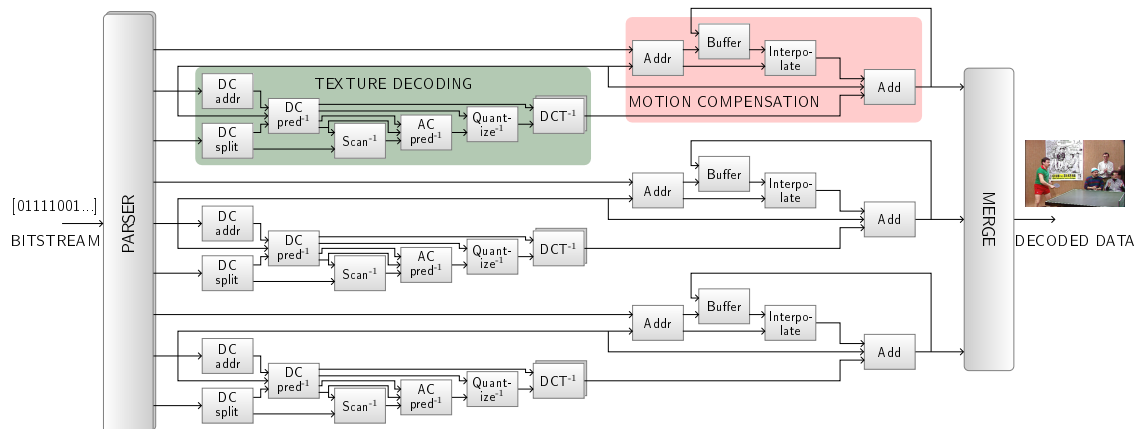 TEXTURE DECODING
MOTION COMPENSATION
DC
addr
DC
split
DC
pred-1
Scan-1
AC
pred-1
Quant-
ize-1
DCT-1
Addr
Buffer
Interpo-
late
Add
DC
addr
DC
split
DC
pred-1
Scan-1
AC
pred-1
Quant-
ize-1
DCT-1
Addr
Buffer
Interpo-
late
Add
DC
addr
DC
split
DC
pred-1
Scan-1
AC
pred-1
Quant-
ize-1
DCT-1
Addr
Buffer
Interpo-
late
Add
[01111001...]
BITSTREAM
PARSER
MERGE
DECODED DATA